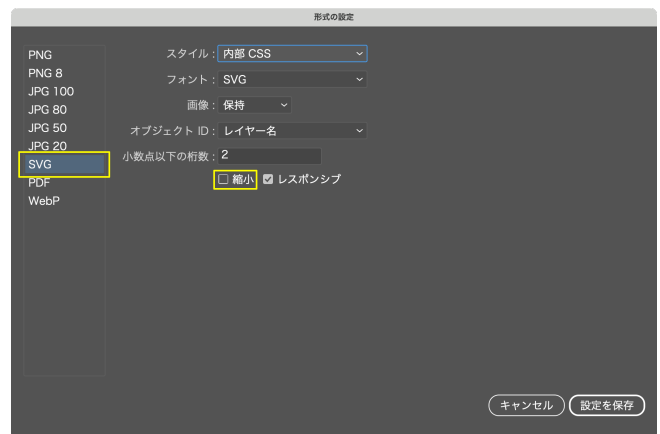 形式の設定
PNG
PNG 8
JPG 100
JPG 80
JPG 50
JPG 20
SVG
PDF
WebP
スタイル : 内部 CSS
フォント : SVG
画像 : 保持
オブジェクト ID : レイヤー名
小数点以下の桁数 : 2
縮小 レスポンシブ
キャンセル 設定を保存